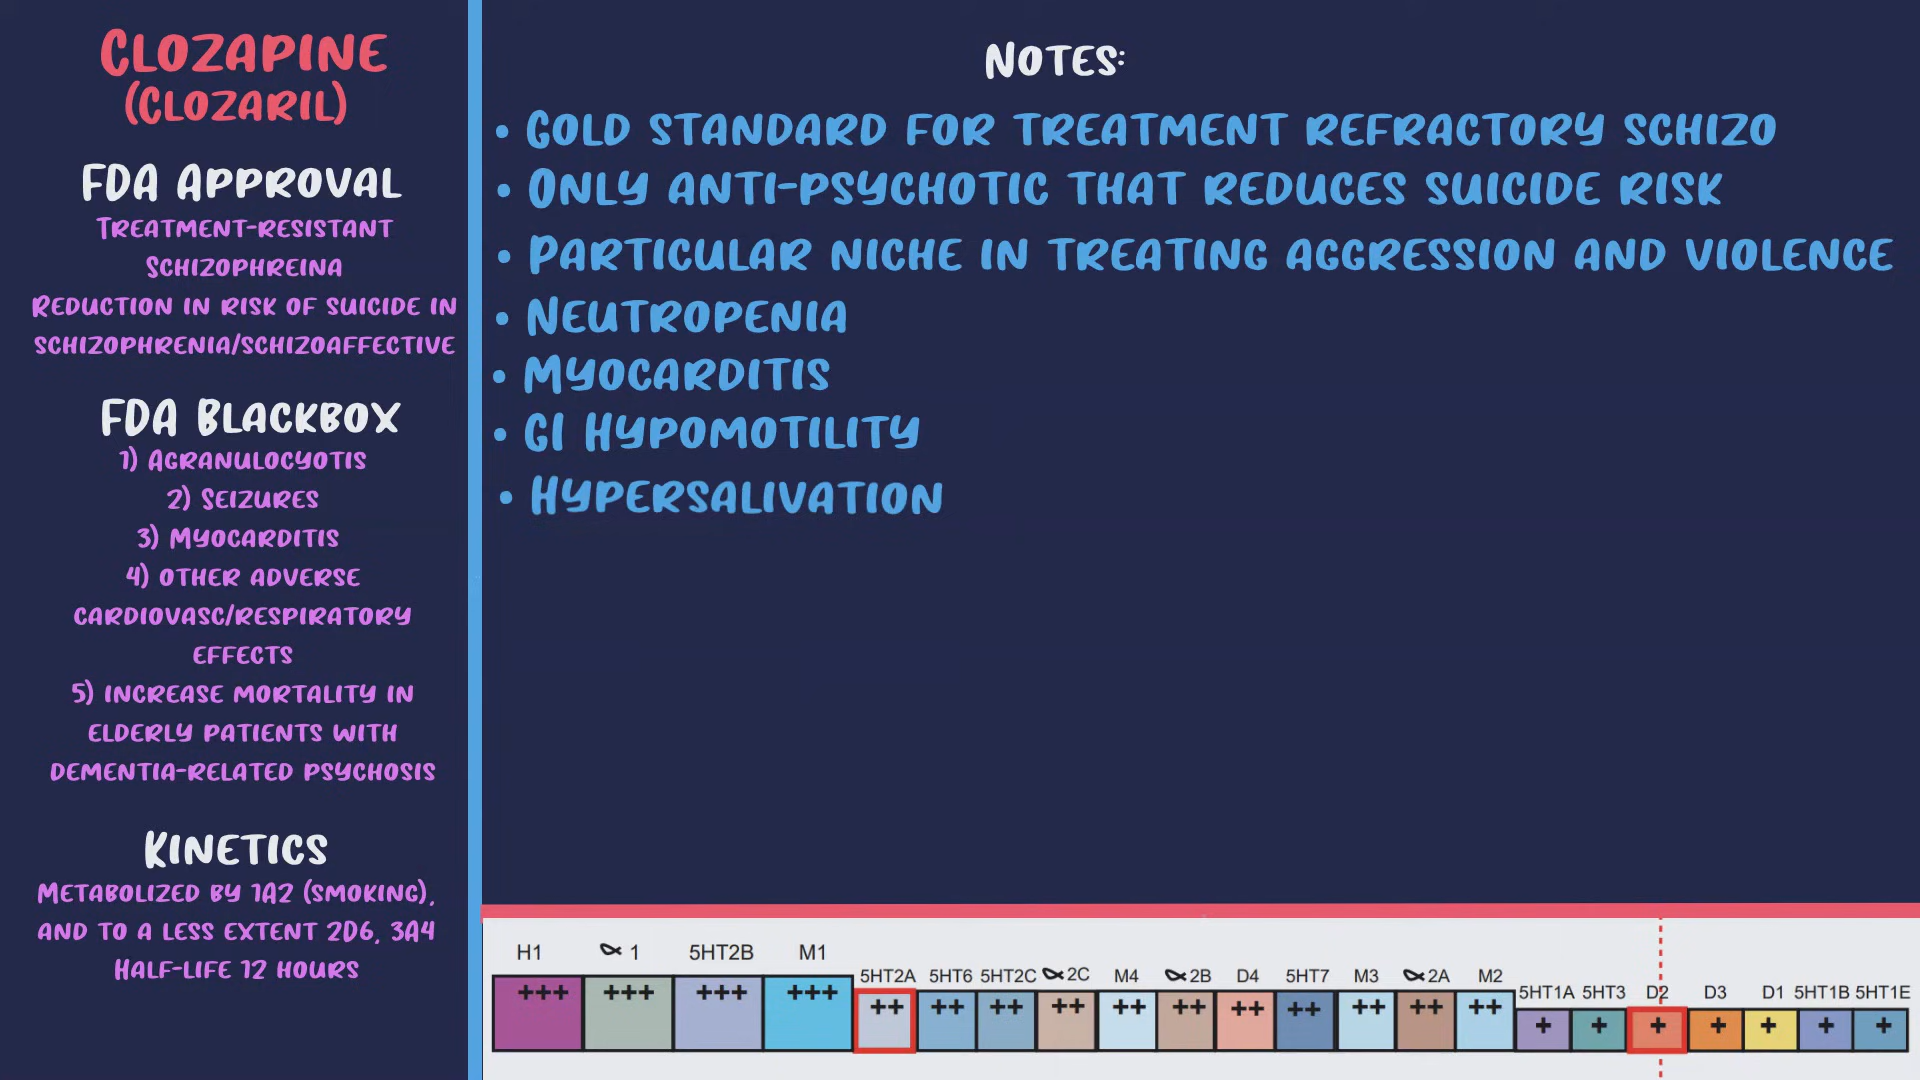 Clozapine
(Clozaril)
FDA Approval
Treatment-resistant
Schizophreina
Reduction in risk of suicide in
schizophrenia/schizoaffective
FDA Blackbox
1) Agranulocyotis
2) Seizures
3) Myocarditis
4) other adverse
cardiovasc/respiratory
effects
5) increase mortality in
elderly patients with
dementia-related psychosis
Kinetics
Metabolized by 1A2 (smoking),
and to a less extent 2D6, 3A4
Half-life 12 hours
Notes:
• Gold standard for treatment refractory schizo
• Only anti-psychotic that reduces suicide risk
• Particular niche in treating aggression and violence
• Neutropenia
• Myocarditis
• GI Hypomotility
• Hypersalivation
H1 α 1 5HT2B M1 5HT2A 5HT6 5HT2C α2C M4 α2B D4 5HT7 M3 α2A M2 5HT1A 5HT3 D2 D3 D1 5HT1B 5HT1E
+++ +++ +++ +++ ++ ++ ++ ++ ++ ++ ++ ++ ++ ++ ++ + + + + + + +